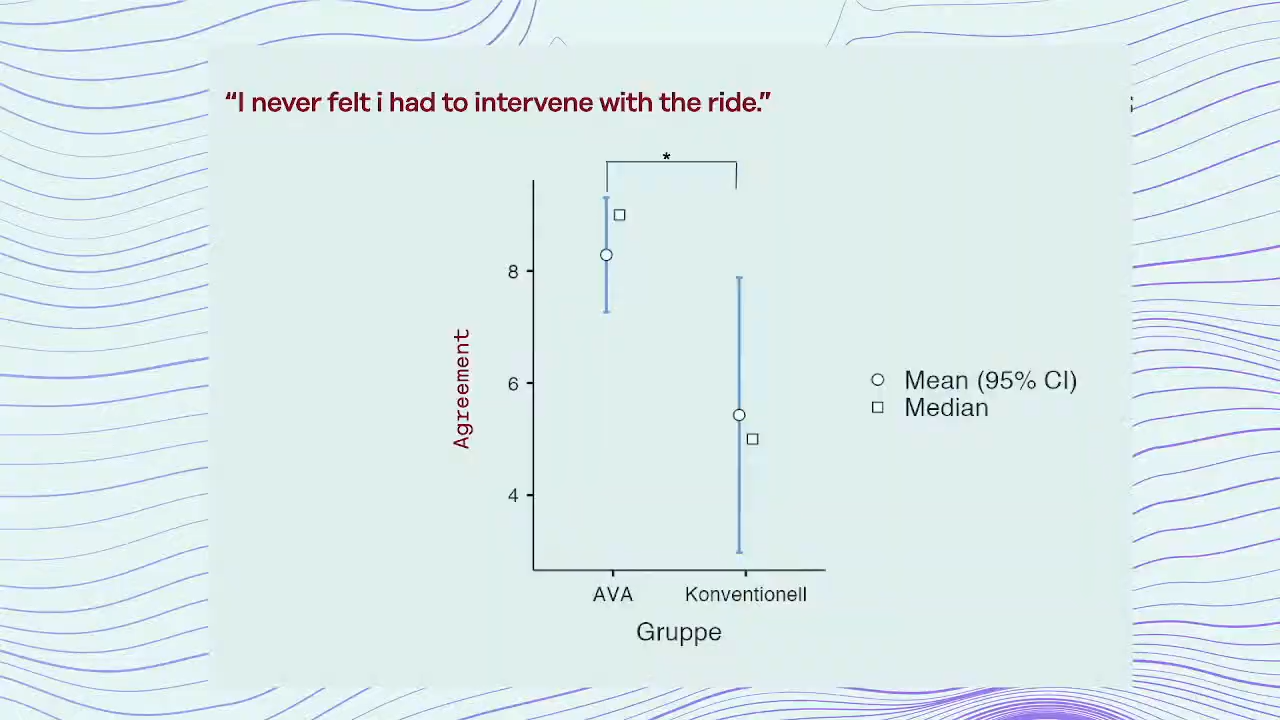 “I never felt i had to intervene with the ride.”
*
8
6
4
Agreement
AVA
Konventionell
Gruppe
Mean (95% CI)
Median